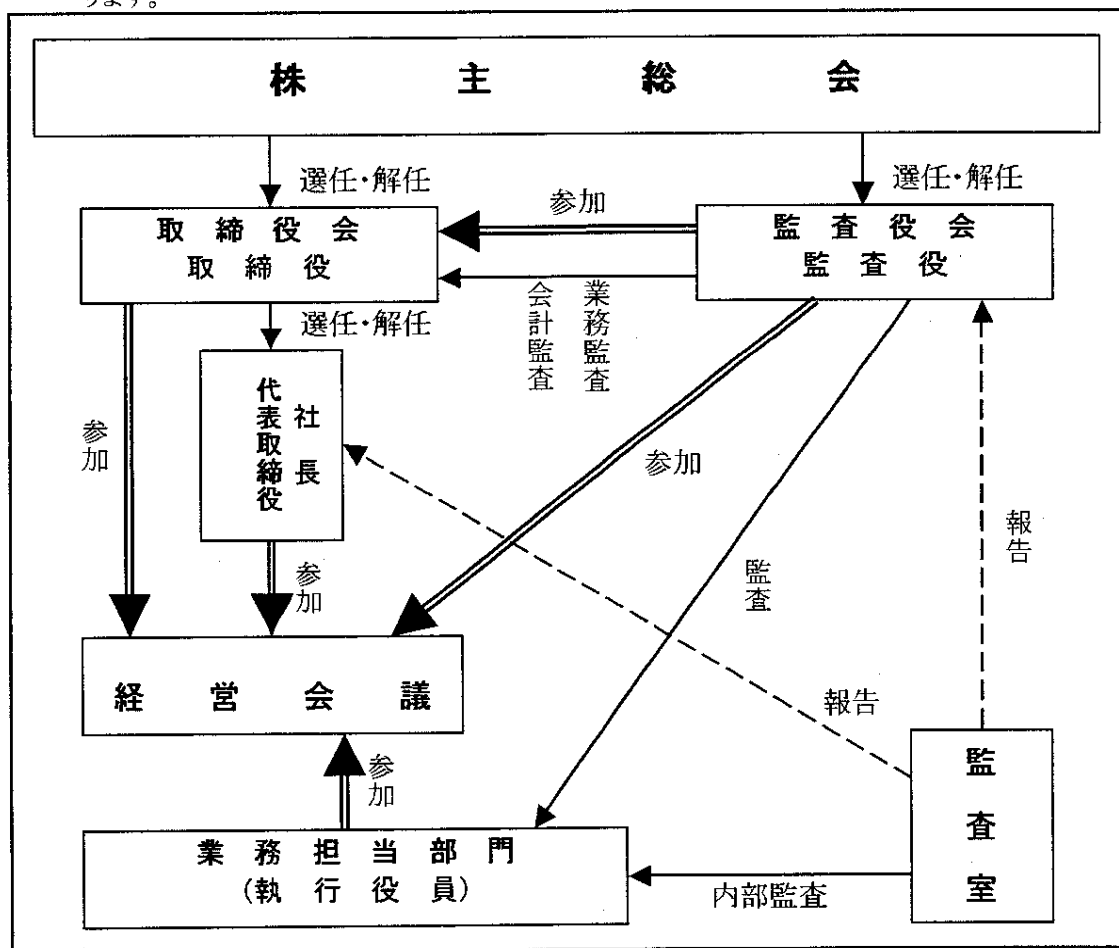 ります。
株主総会
選任・解任
選任・解任
取締役会
取締役
参加
監査役会
監査役
業務監査
会計監査
選任・解任
代表取締役
社長
参加
参加
参加
監査
報告
経営会議
報告
参加
業務担当部門
(執行役員)
内部監査
監査室